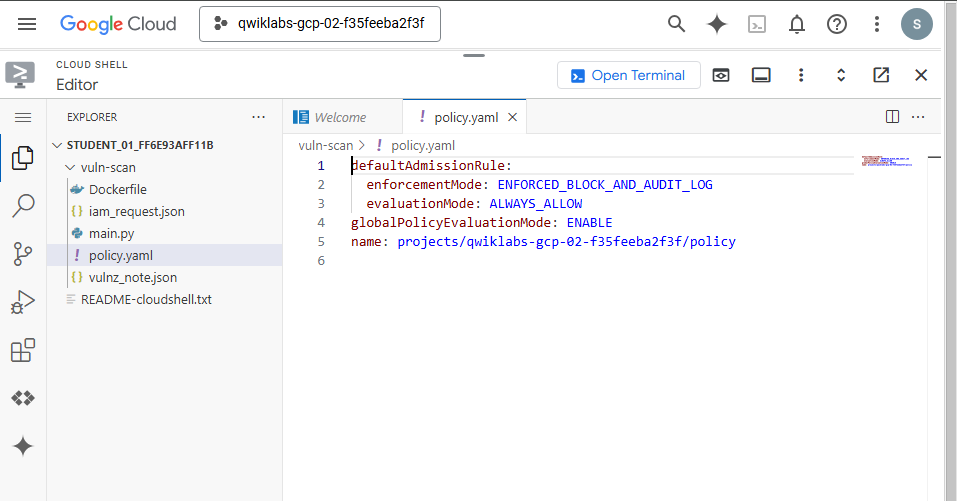 Google Cloud
qwiklabs-gcp-02-f35feeba2f3f
S
CLOUD SHELL
Editor
Open Terminal
EXPLORER
Welcome
policy.yaml
STUDENT_01_FF6E93AFF11B
vuln-scan
Dockerfile
iam_request.json
main.py
policy.yaml
vulnz_note.json
README-cloudshell.txt
vuln-scan > policy.yaml
1 defaultAdmissionRule:
2 enforcementMode: ENFORCED_BLOCK_AND_AUDIT_LOG
3 evaluationMode: ALWAYS_ALLOW
4 globalPolicyEvaluationMode: ENABLE
5 name: projects/qwiklabs-gcp-02-f35feeba2f3f/policy
6